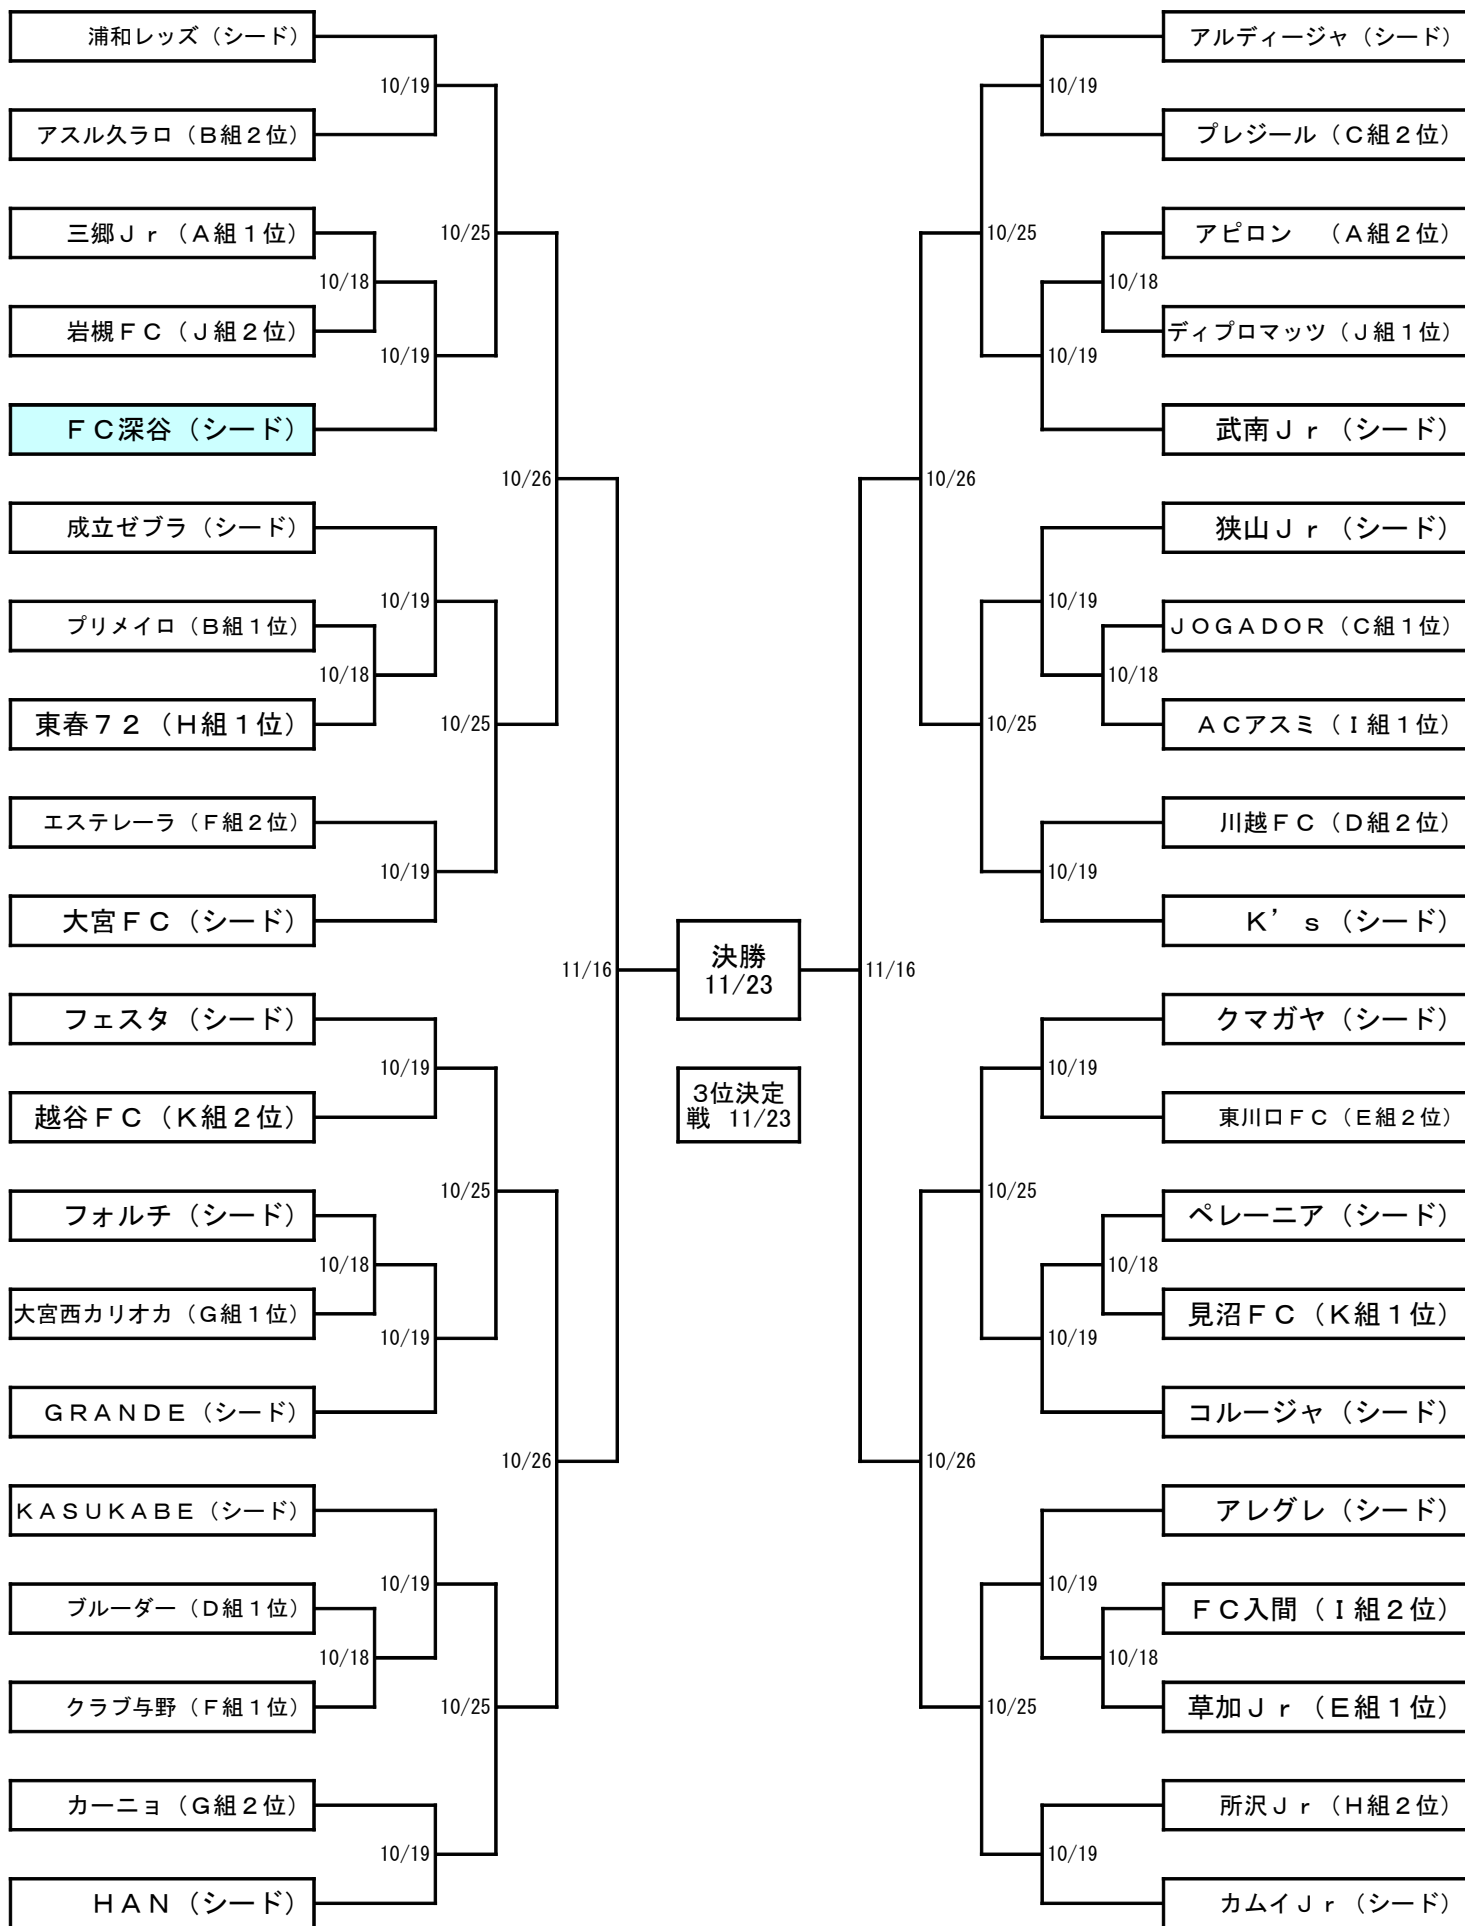 浦和レッズ（シード）
10/19
アスル久ラロ（Ｂ組２位）
10/25
三郷Ｊｒ（Ａ組１位）
10/18
岩槻ＦＣ（Ｊ組２位）
10/19
ＦＣ深谷（シード）
10/26
成立ゼブラ（シード）
10/19
プリメイロ（Ｂ組１位）
10/18
東春７２（Ｈ組１位）
10/25
エステレーラ（Ｆ組２位）
10/19
大宮ＦＣ（シード）
11/16
フェスタ（シード）
10/19
越谷ＦＣ（Ｋ組２位）
10/25
フォルチ（シード）
10/18
大宮西カリオカ（Ｇ組１位）
10/19
ＧＲＡＮＤＥ（シード）
10/26
ＫＡＳＵＫＡＢＥ（シード）
10/19
ブルーダー（Ｄ組１位）
10/18
クラブ与野（Ｆ組１位）
10/25
カーニョ（Ｇ組２位）
10/19
ＨＡＮ（シード）
決勝
11/23
3位決定
戦 11/23
アルディージャ（シード）
10/19
プレジール（Ｃ組２位）
10/25
アピロン　（Ａ組２位）
10/18
ディプロマッツ（Ｊ組１位）
10/19
武南Ｊｒ（シード）
10/26
狭山Ｊｒ（シード）
10/19
ＪＯＧＡＤＯＲ（Ｃ組１位）
10/18
ＡＣアスミ（Ｉ組１位）
10/25
川越ＦＣ（Ｄ組２位）
10/19
Ｋ’ｓ（シード）
11/16
クマガヤ（シード）
10/19
東川口ＦＣ（Ｅ組２位）
10/25
ペレーニア（シード）
10/18
見沼ＦＣ（Ｋ組１位）
10/19
コルージャ（シード）
10/26
アレグレ（シード）
10/19
ＦＣ入間（Ｉ組２位）
10/18
草加Ｊｒ（Ｅ組１位）
10/25
所沢Ｊｒ（Ｈ組２位）
10/19
カムイＪｒ（シード）